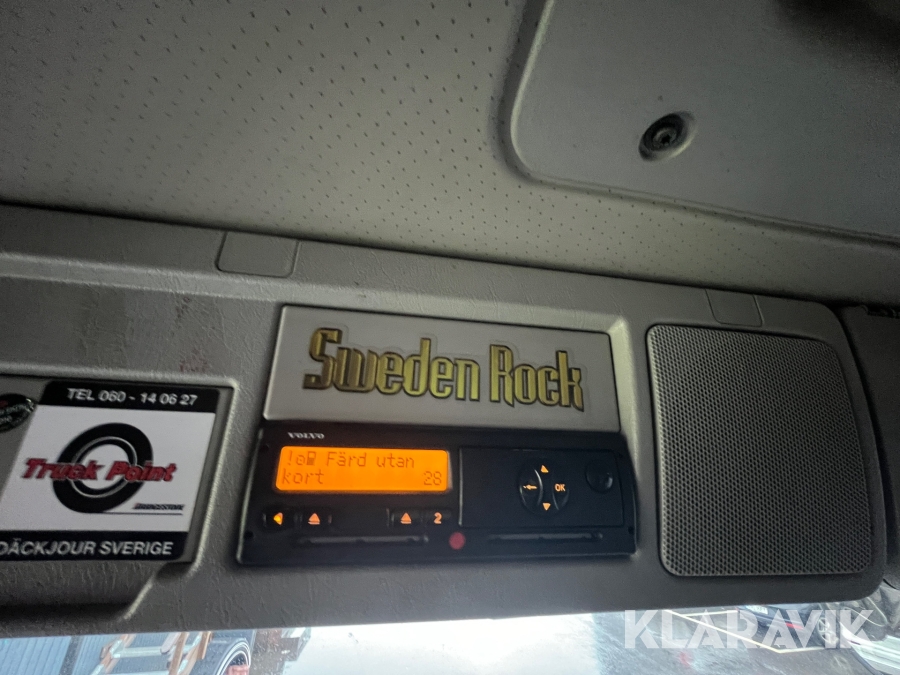 Sweden Rock
TEL 060 - 14 06 27
Truck Point
BRIDGESTONE
DÄCKJOUR SVERIGE
VOLVO
! Färd utan
kort 28
2
OK
KLARAVIK